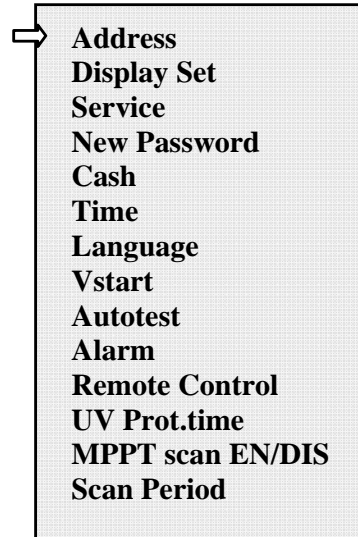 Address
Display Set
Service
New Password
Cash
Time
Language
Vstart
Autotest
Alarm
Remote Control
UV Prot.time
MPPT scan EN/DIS
Scan Period